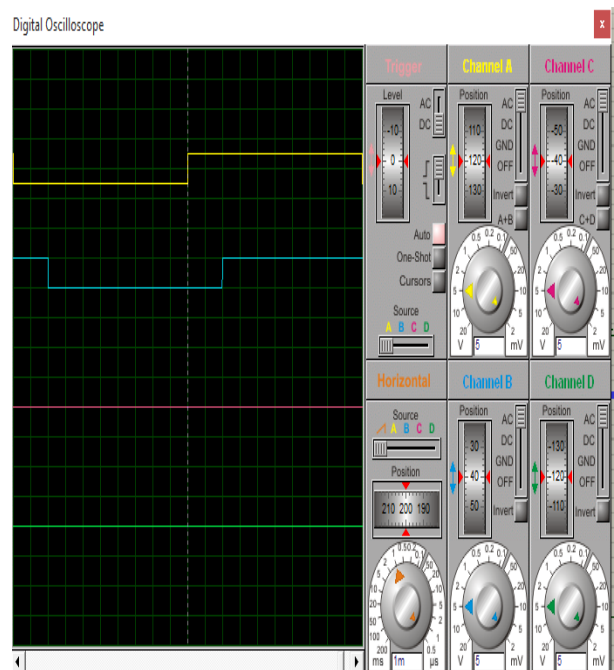 Digital Oscilloscope
x
Trigger
Level
AC
DC
-10
0
10
Auto
One-Shot
Cursors
Source
A B C D
Channel A
Position
AC
DC
GND
OFF
110
120
130
Invert
A+B
V 5 mV
Channel C
Position
AC
DC
GND
OFF
-50
-40
-30
Invert
C+D
V 5 mV
Horizontal
Source
A B C D
Position
210 200 190
ms 1m µs
Channel B
Position
AC
DC
GND
OFF
30
40
50
Invert
V 5 mV
Channel D
Position
AC
DC
GND
OFF
-130
-120
-110
Invert
V 5 mV